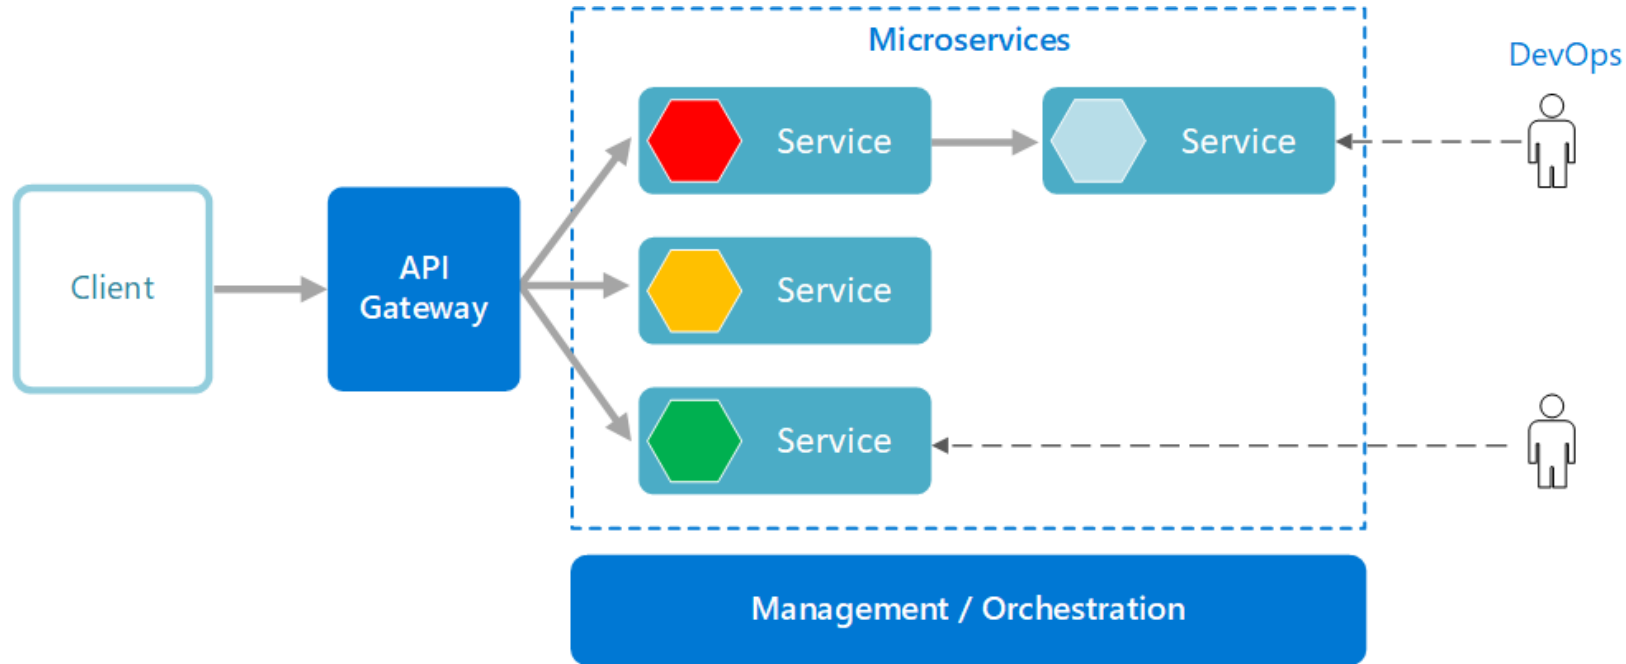 Microservices
DevOps
Service
Service
Client
API
Gateway
Service
Service
Management / Orchestration